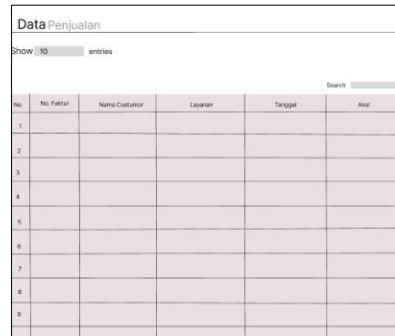 Data Penjualan
Show 10 entries
Search
No No. Faktur Nama Custumor Layanan Tanggal Aksi
1
2
3
4
5
6
7
8
9